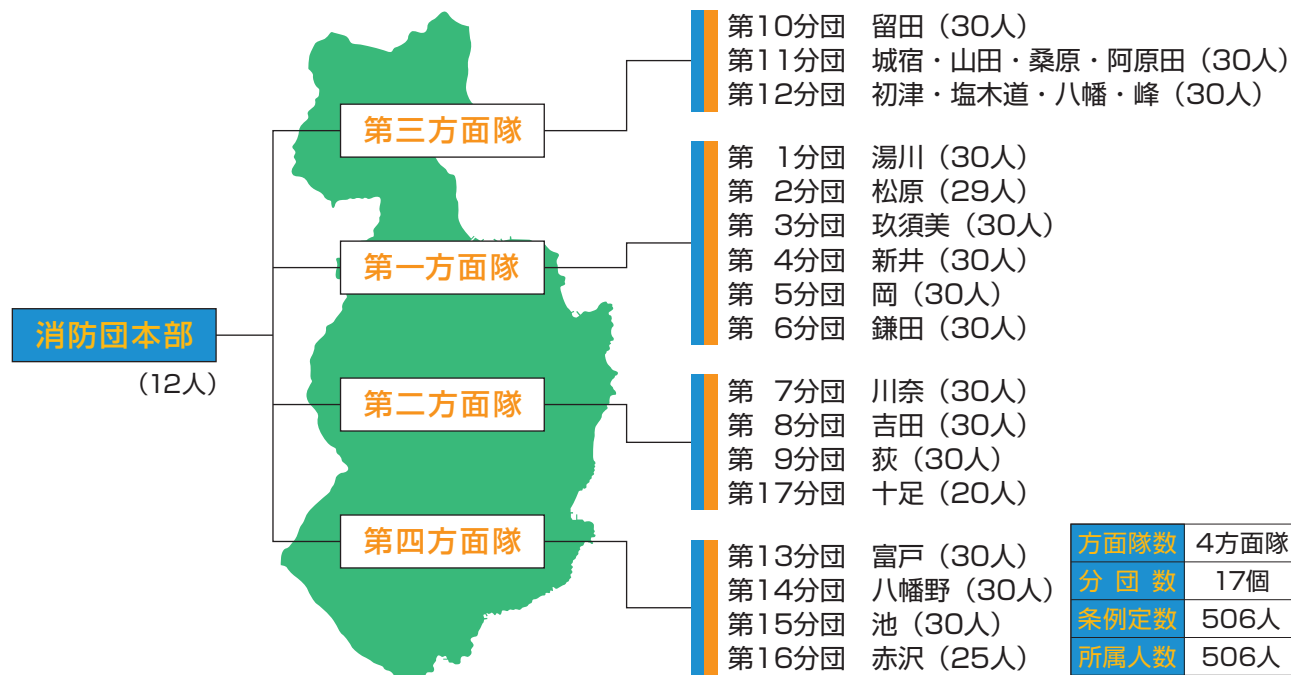 消防団本部
(12人)
第三方面隊
第10分団 留田（30人）
第11分団 城宿・山田・桑原・阿原田（30人）
第12分団 初津・塩木道・八幡・峰（30人）
第一方面隊
第 1分団 湯川（30人）
第 2分団 松原（29人）
第 3分団 玖須美（30人）
第 4分団 新井（30人）
第 5分団 岡（30人）
第 6分団 鎌田（30人）
第二方面隊
第 7分団 川奈（30人）
第 8分団 吉田（30人）
第 9分団 荻（30人）
第17分団 十足（20人）
第四方面隊
第13分団 富戸（30人）
第14分団 八幡野（30人）
第15分団 池（30人）
第16分団 赤沢（25人）
方面隊数 4方面隊
分団数 17個
条例定数 506人
所属人数 506人